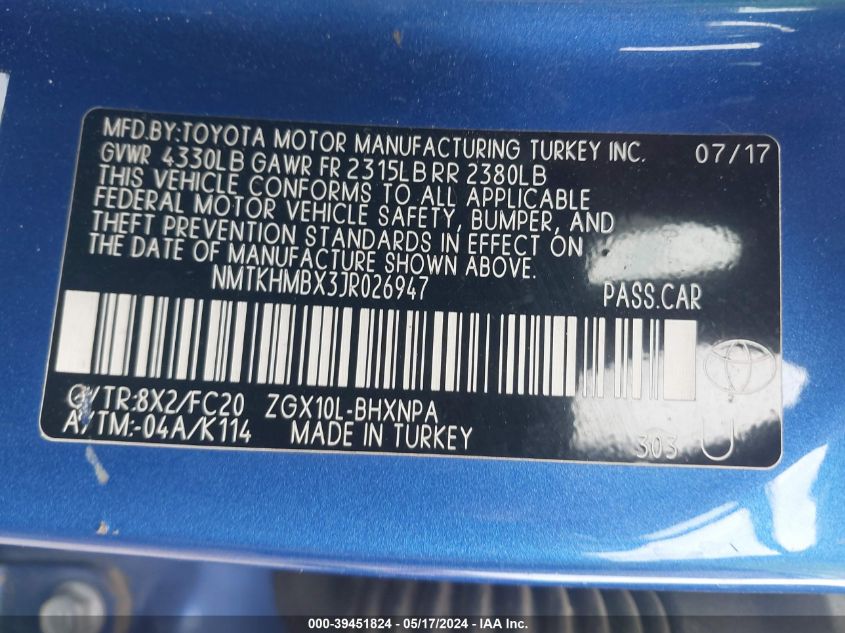 MFD.BY:TOYOTA MOTOR MANUFACTURING TURKEY INC. 07/17
GVWR 4330LB GAWR FR 2315LB RR 2380LB
THIS VEHICLE CONFORMS TO ALL APPLICABLE
FEDERAL MOTOR VEHICLE SAFETY, BUMPER, AND
THEFT PREVENTION STANDARDS IN EFFECT ON
THE DATE OF MANUFACTURE SHOWN ABOVE.
NMTKHMBX3JR026947 PASS.CAR
C/TR:8X2/FC20 ZGX10L-BHXNPA
A/TM:-04A/K114 MADE IN TURKEY 303 U
000-39451824 - 05/17/2024 - IAA Inc.